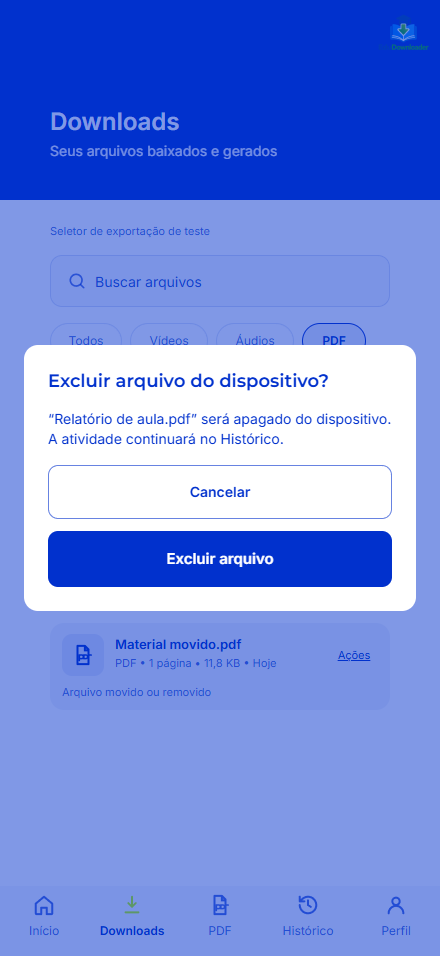 Downloads
Seus arquivos baixados e gerados
Seletor de exportação de teste
Buscar arquivos
Todos Vídeos Áudios PDF
Excluir arquivo do dispositivo?
“Relatório de aula.pdf” será apagado do dispositivo.
A atividade continuará no Histórico.
Cancelar
Excluir arquivo
Material movido.pdf
PDF • 1 página • 11,8 KB • Hoje
Ações
Arquivo movido ou removido
Início Downloads PDF Histórico Perfil